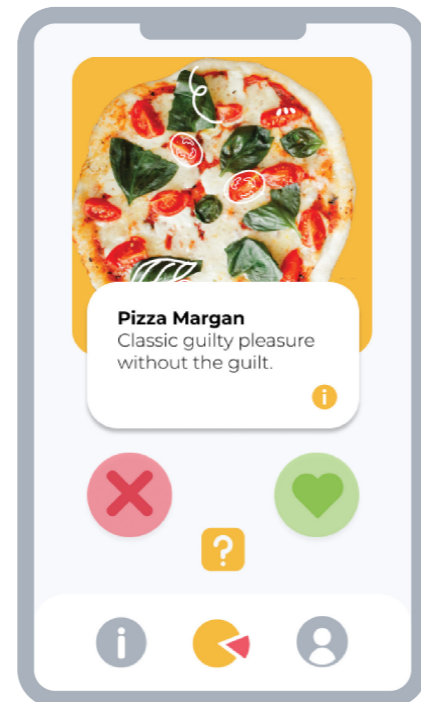 Pizza Margan
Classic guilty pleasure
without the guilt.
i
?
i